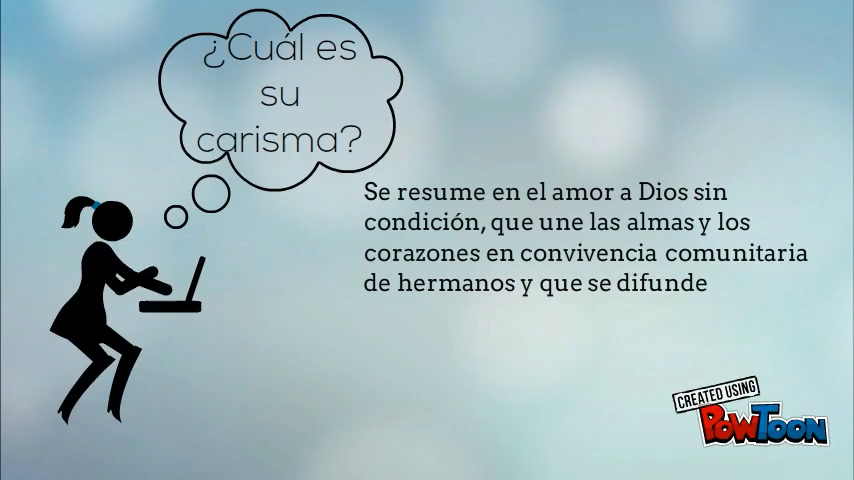 ¿Cuál es
su
carisma?
Se resume en el amor a Dios sin
condición, que une las almas y los
corazones en convivencia comunitaria
de hermanos y que se difunde
CREATED USING
POWTOON